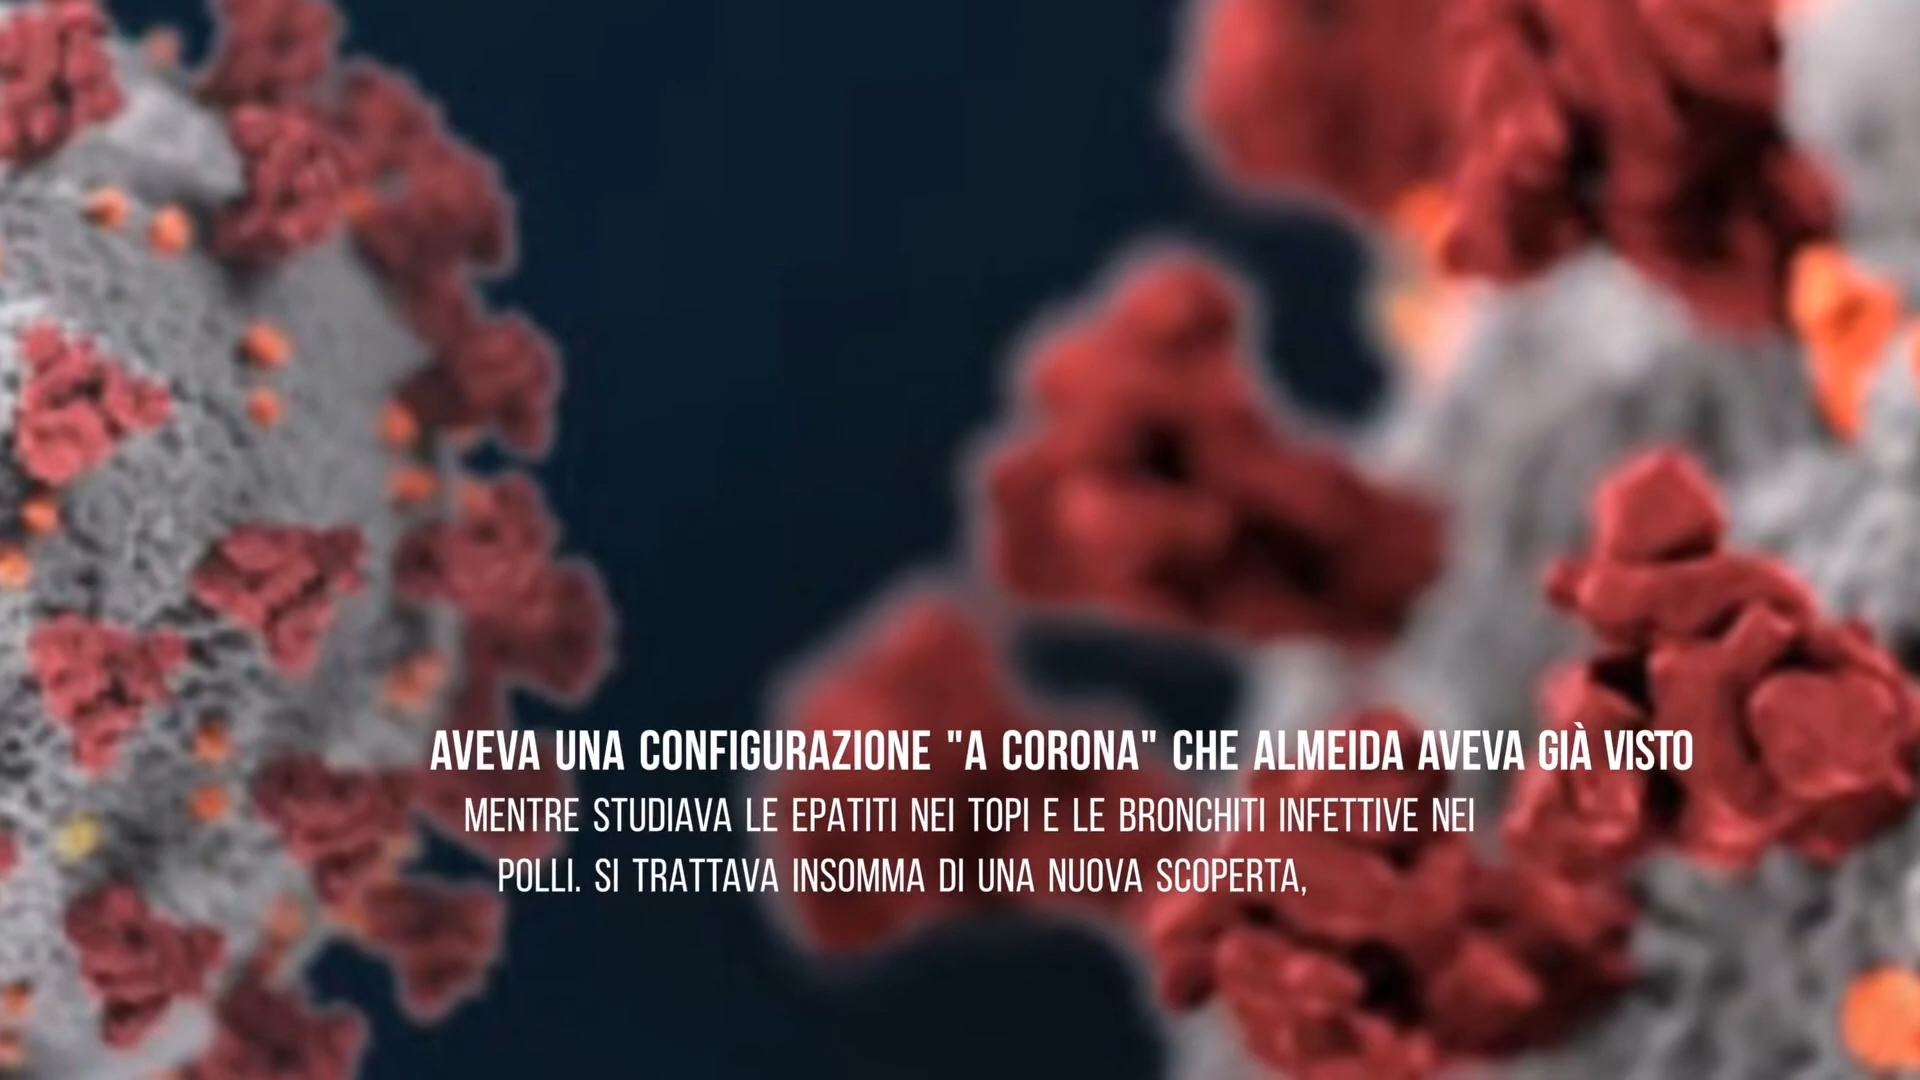 AVEVA UNA CONFIGURAZIONE "A CORONA" CHE ALMEIDA AVEVA GIÀ VISTO
MENTRE STUDIAVA LE EPATITI NEI TOPI E LE BRONCHITI INFETTIVE NEI
POLLI. SI TRATTAVA INSOMMA DI UNA NUOVA SCOPERTA,